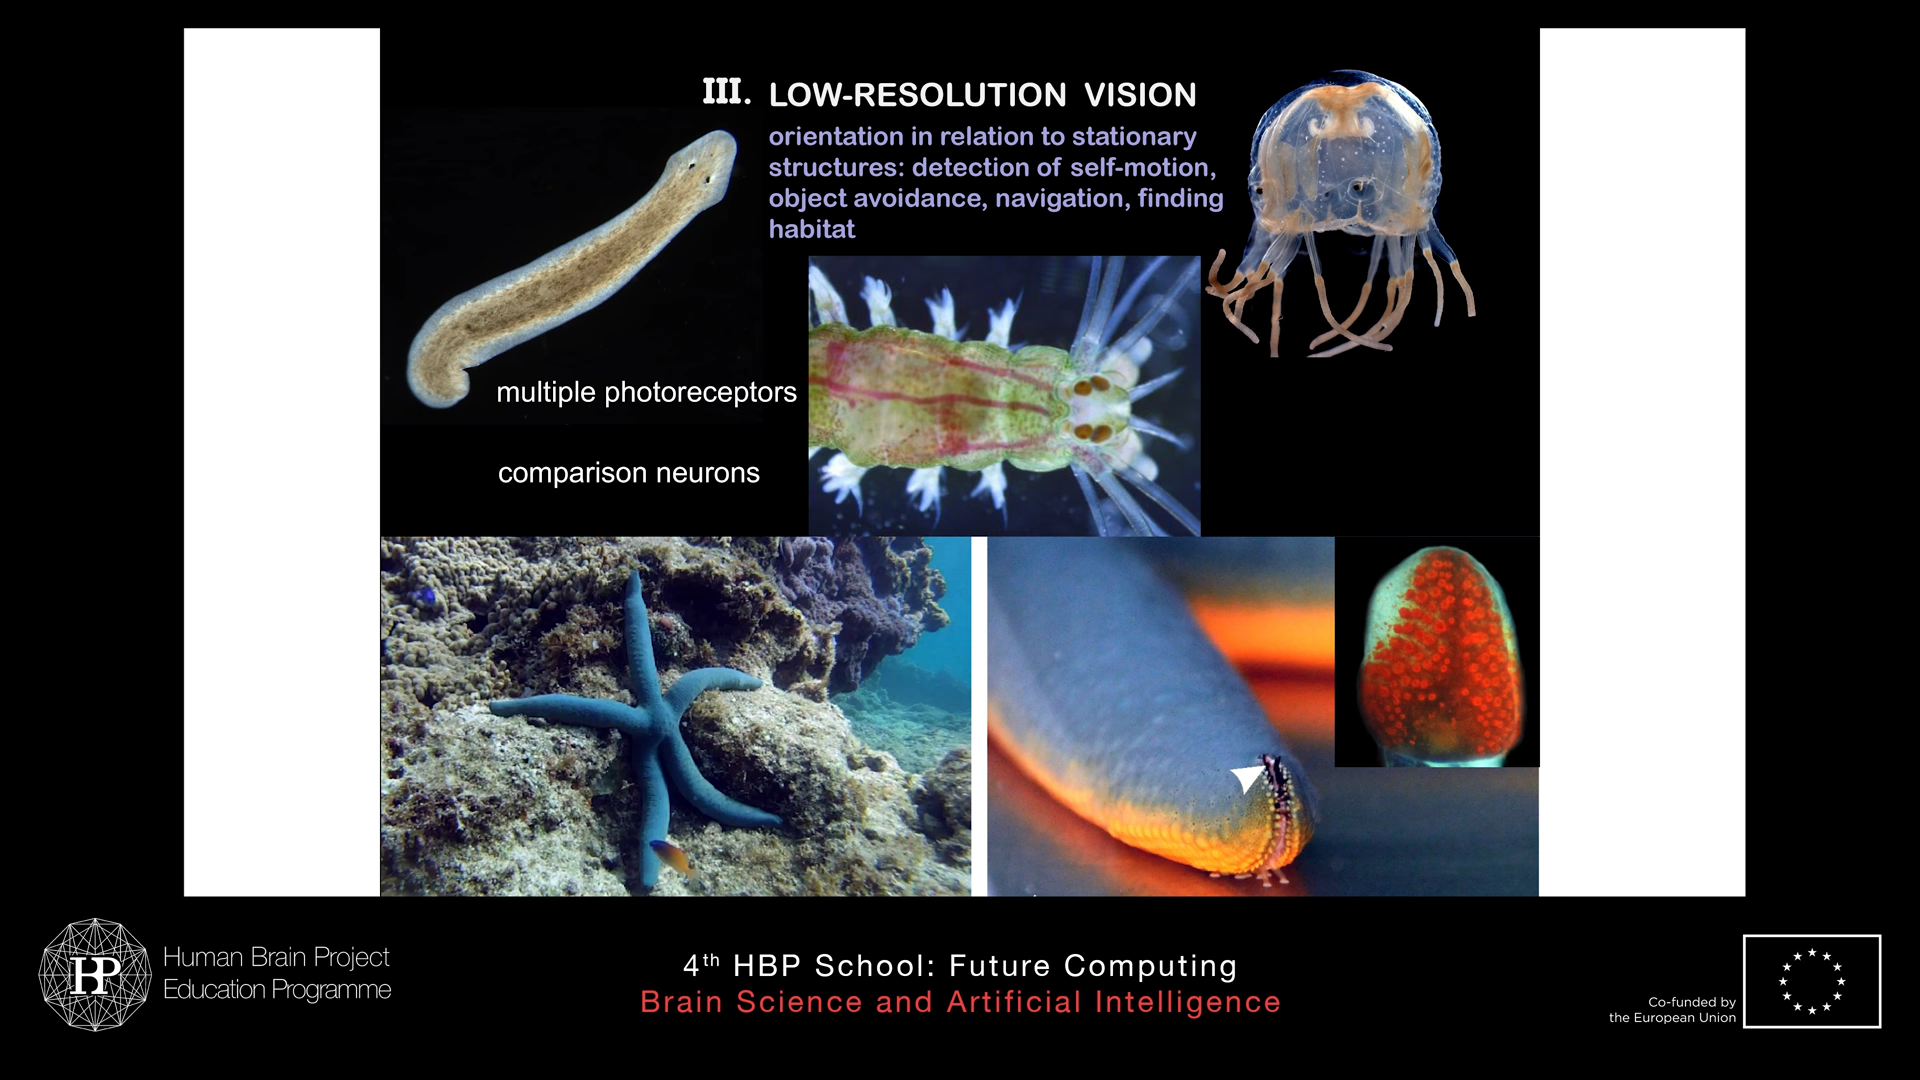 III. LOW-RESOLUTION VISION
orientation in relation to stationary
structures: detection of self-motion,
object avoidance, navigation, finding
habitat
multiple photoreceptors
comparison neurons
HBP
Human Brain Project
Education Programme
4th HBP School: Future Computing
Brain Science and Artificial Intelligence
Co-funded by
the European Union